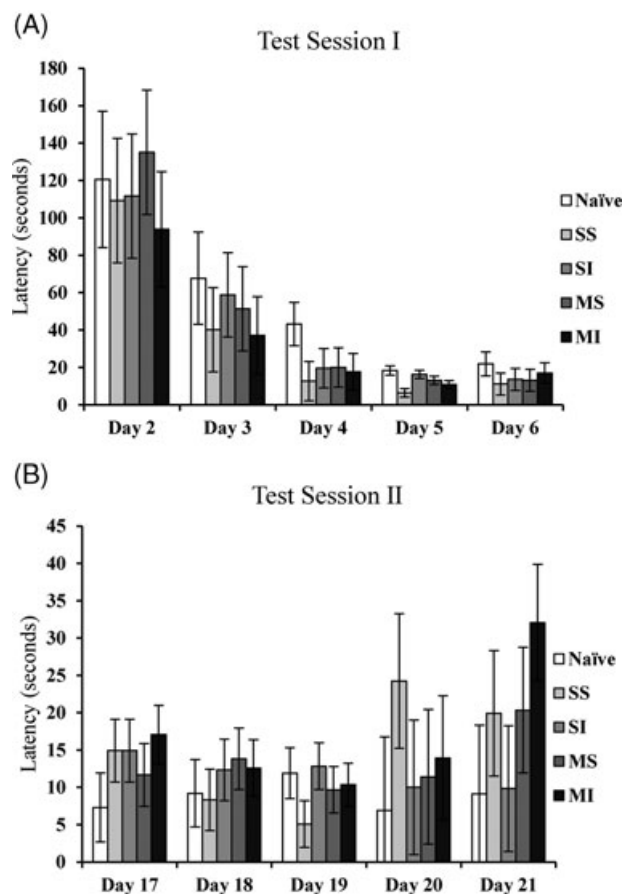 (A)
Test Session I
Latency (seconds)
180
160
140
120
100
80
60
40
20
0
Day 2 Day 3 Day 4 Day 5 Day 6
Naïve
SS
SI
MS
MI
(B)
Test Session II
Latency (seconds)
45
40
35
30
25
20
15
10
5
0
Day 17 Day 18 Day 19 Day 20 Day 21
Naïve
SS
SI
MS
MI